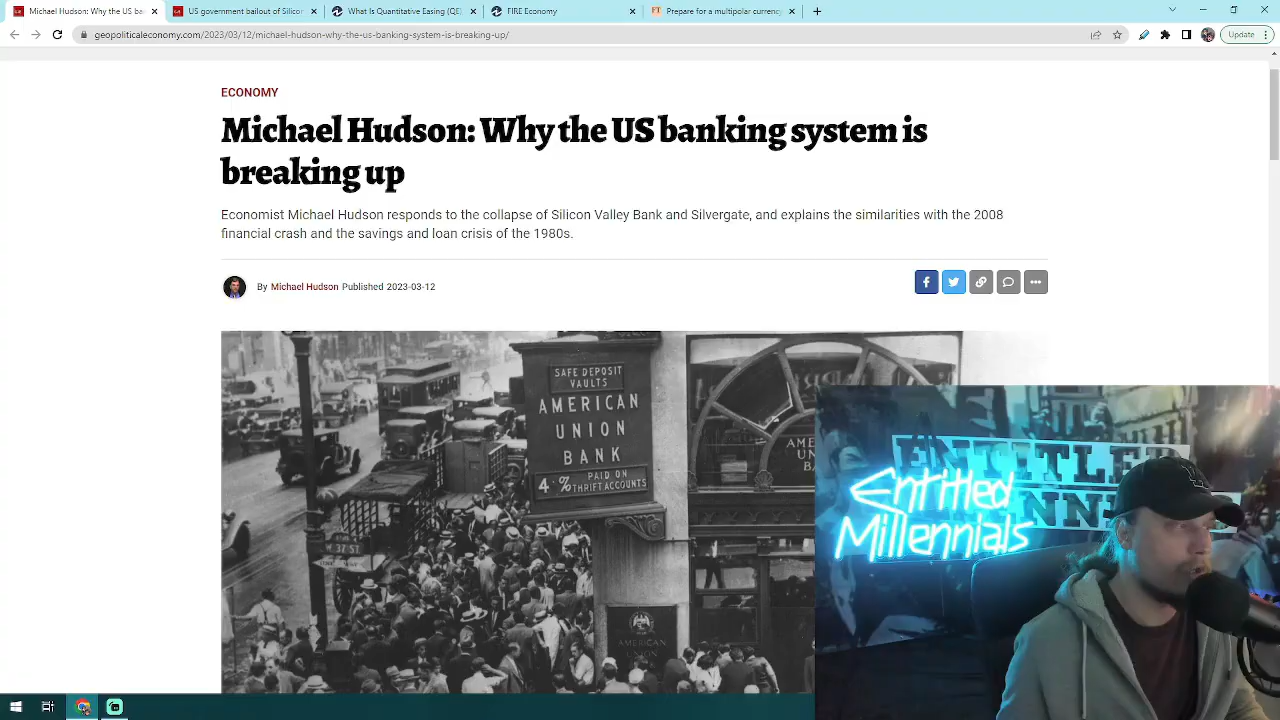 Michael Hudson: Why the US ba
US government bailout of Silicor
What Is Quantitative Easing (QE
FIRE Economy
Prepare for a multipolar currency
geopoliticaleconomy.com/2023/03/12/michael-hudson-why-the-us-banking-system-is-breaking-up/
Update
ECONOMY
Michael Hudson: Why the US banking system is
breaking up
Economist Michael Hudson responds to the collapse of Silicon Valley Bank and Silvergate, and explains the similarities with the 2008
financial crash and the savings and loan crisis of the 1980s.
By Michael Hudson Published 2023-03-12
SAFE DEPOSIT
VAULTS
AMERICAN
UNION
BANK
4% PAID ON
THRIFT ACCOUNTS
W 37 ST.
AMERICAN
UNION
ENTITLED
Entitled
Millennials